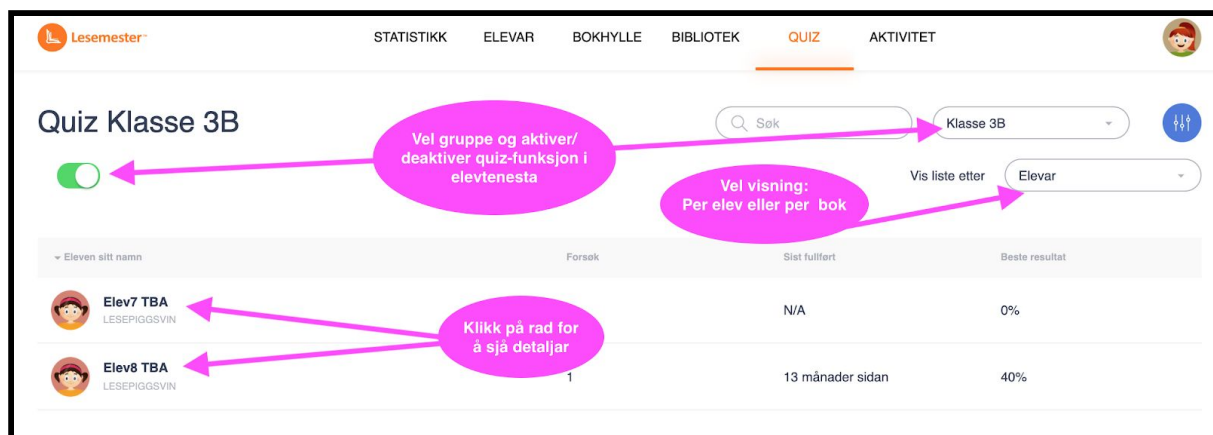 Lesemester™
STATISTIKK ELEVAR BOKHYLLE BIBLIOTEK QUIZ AKTIVITET
Quiz Klasse 3B
Søk
Klasse 3B
Vel gruppe og aktiver/
deaktiver quiz-funksjon i
elevtenesta
Vis liste etter Elevar
Vel visning:
Per elev eller per bok
Eleven sitt namn Forsøk Sist fullført Beste resultat
Elev7 TBA
LESEPIGGSVIN
N/A 0%
Klikk på rad for
å sjå detaljar
Elev8 TBA
LESEPIGGSVIN
1 13 månader sidan 40%